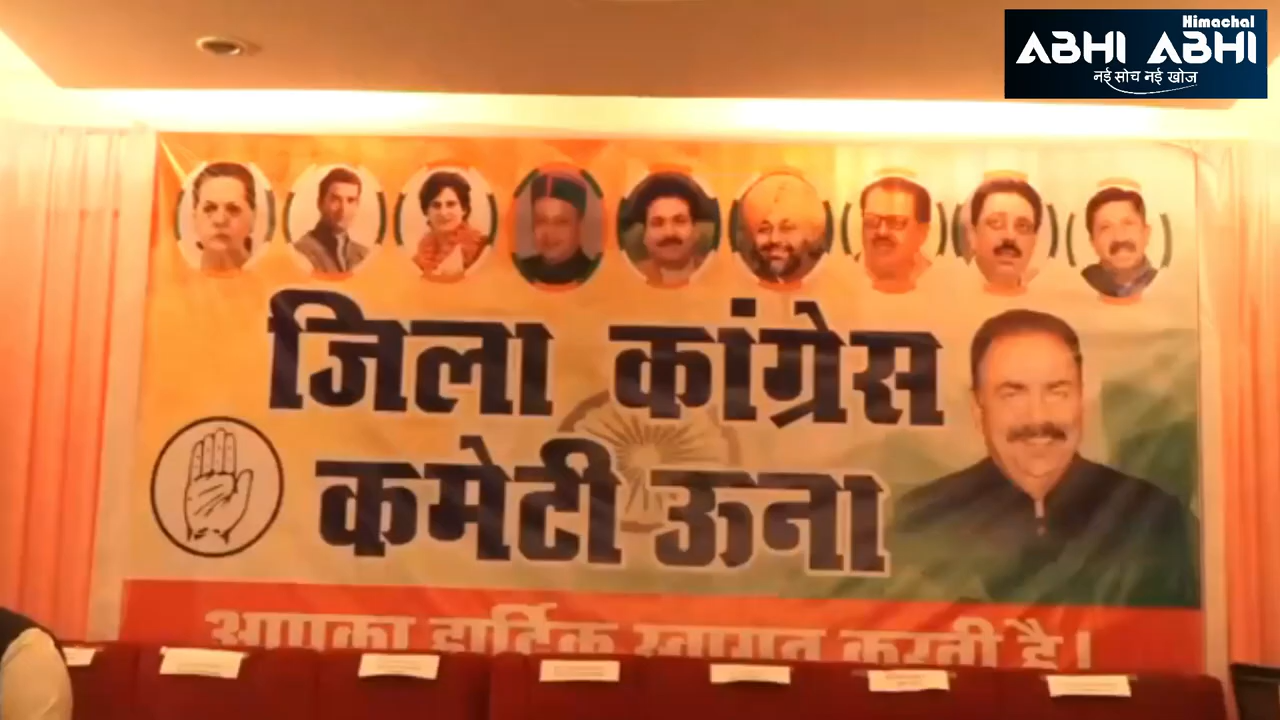 Himachal
ABHI ABHI
नई सोच नई खोज
जिला कांग्रेस
कमेटी ऊना
आपका हार्दिक स्वागत करती है।